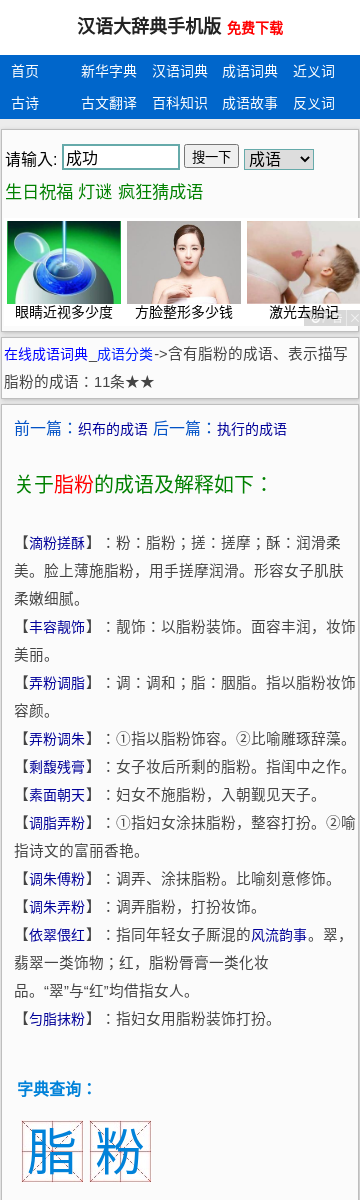 汉语大辞典手机版 免费下载
首页 新华字典 汉语词典 成语词典 近义词
古诗 古文翻译 百科知识 成语故事 反义词
请输入: 成功 搜一下 成语
生日祝福 灯谜 疯狂猜成语
眼睛近视多少度 方脸整形多少钱 激光去胎记
在线成语词典_成语分类->含有脂粉的成语、表示描写
脂粉的成语：11条★★
前一篇：织布的成语 后一篇：执行的成语
关于脂粉的成语及解释如下：
【滴粉搓酥】：粉：脂粉；搓：搓摩；酥：润滑柔
美。脸上薄施脂粉，用手搓摩润滑。形容女子肌肤
柔嫩细腻。
【丰容靓饰】：靓饰：以脂粉装饰。面容丰润，妆饰
美丽。
【弄粉调脂】：调：调和；脂：胭脂。指以脂粉妆饰
容颜。
【弄粉调朱】：①指以脂粉饰容。②比喻雕琢辞藻。
【剩馥残膏】：女子妆后所剩的脂粉。指闺中之作。
【素面朝天】：妇女不施脂粉，入朝觐见天子。
【调脂弄粉】：①指妇女涂抹脂粉，整容打扮。②喻
指诗文的富丽香艳。
【调朱傅粉】：调弄、涂抹脂粉。比喻刻意修饰。
【调朱弄粉】：调弄脂粉，打扮妆饰。
【依翠偎红】：指同年轻女子厮混的风流韵事。翠，
翡翠一类饰物；红，脂粉胥膏一类化妆
品。“翠”与“红”均借指女人。
【匀脂抹粉】：指妇女用脂粉装饰打扮。
字典查询：
脂 粉